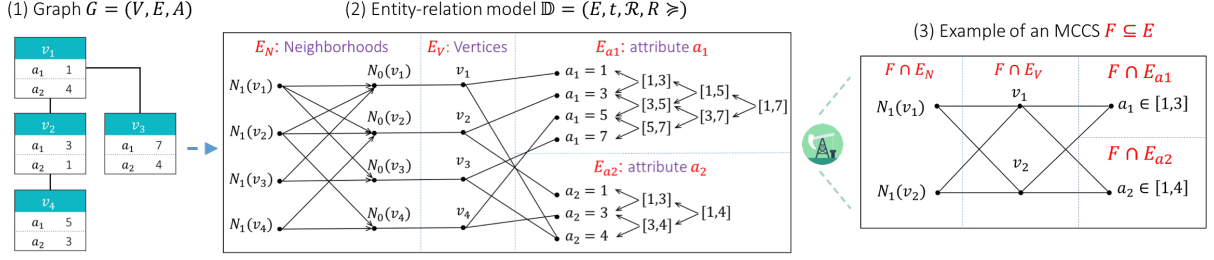 (1) Graph G = (V, E, A)
v₁
a₁ 1
a₂ 4
v₂
a₁ 3
a₂ 1
v₃
a₁ 7
a₂ 4
v₄
a₁ 5
a₂ 3
(2) Entity-relation model 𝔻 = (E, t, ℛ, R ≽)
E_N: Neighborhoods
E_V: Vertices
E_a1: attribute a₁
N₁(v₁)
N₁(v₂)
N₁(v₃)
N₁(v₄)
N₀(v₁)
N₀(v₂)
N₀(v₃)
N₀(v₄)
v₁
v₂
v₃
v₄
a₁ = 1
a₁ = 3
a₁ = 5
a₁ = 7
[1,3]
[3,5]
[5,7]
[1,5]
[3,7]
[1,7]
E_a2: attribute a₂
a₂ = 1
a₂ = 3
a₂ = 4
[1,3]
[3,4]
[1,4]
(3) Example of an MCCS F ⊆ E
F ∩ E_N
F ∩ E_V
F ∩ E_a1
N₁(v₁)
v₁
a₁ ∈ [1,3]
F ∩ E_a2
N₁(v₂)
v₂
a₂ ∈ [1,4]